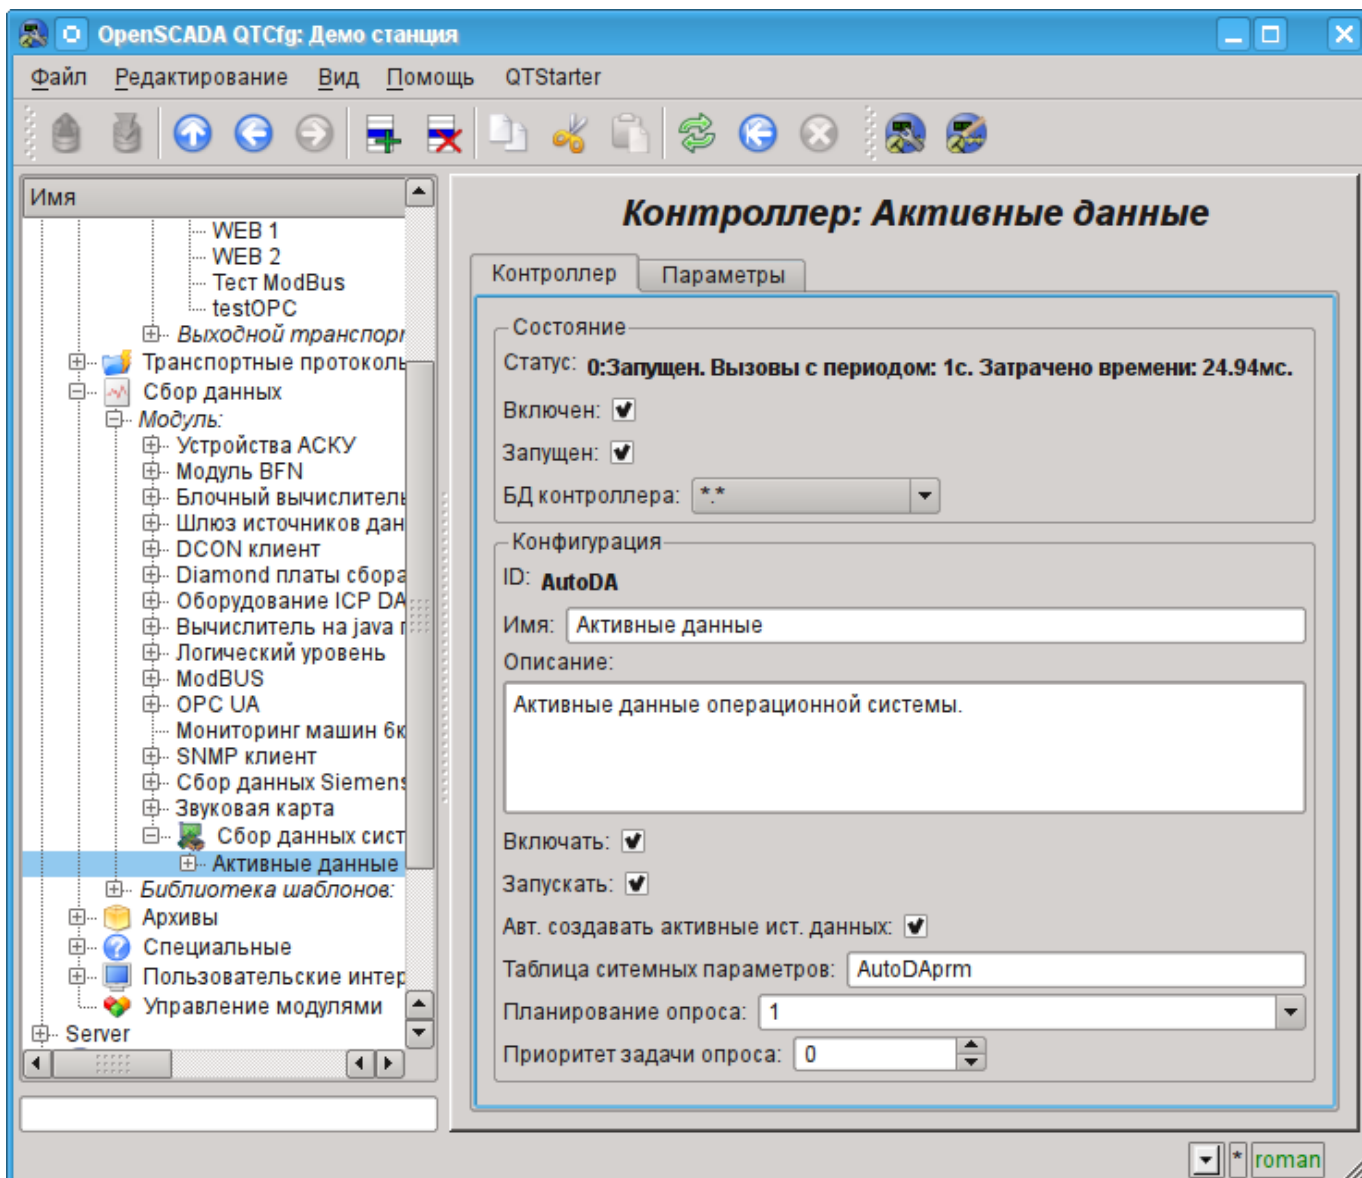 OpenSCADA QTCfg: Демо станция
Файл Редактирование Вид Помощь QTStarter
Имя
WEB 1
WEB 2
Тест ModBus
testOPC
Выходной транспорт
Транспортные протоколы
Сбор данных
Модуль:
Устройства АСКУ
Модуль BFN
Блочный вычислитель
Шлюз источников дан
DCON клиент
Diamond платы сбора
Оборудование ICP DA
Вычислитель на java п
Логический уровень
ModBUS
OPC UA
Мониторинг машин 6к
SNMP клиент
Сбор данных Siemens
Звуковая карта
Сбор данных сист
Активные данные
Библиотека шаблонов:
Архивы
Специальные
Пользовательские интер
Управление модулями
Server
Контроллер: Активные данные
Контроллер Параметры
Состояние
Статус: 0:Запущен. Вызовы с периодом: 1с. Затрачено времени: 24.94мс.
Включен:
Запущен:
БД контроллера: *.*
Конфигурация
ID: AutoDA
Имя: Активные данные
Описание:
Активные данные операционной системы.
Включать:
Запускать:
Авт. создавать активные ист. данных:
Таблица ситемных параметров: AutoDAprm
Планирование опроса: 1
Приоритет задачи опроса: 0
* roman